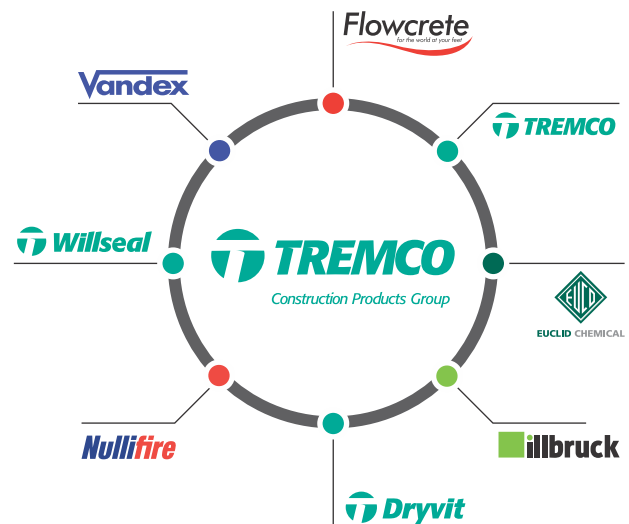 Flowcrete
for the world at your feet
Vandex
TREMCO
Willseal
TREMCO
Construction Products Group
EUCO
EUCLID CHEMICAL
Nullifire
illbruck
Dryvit